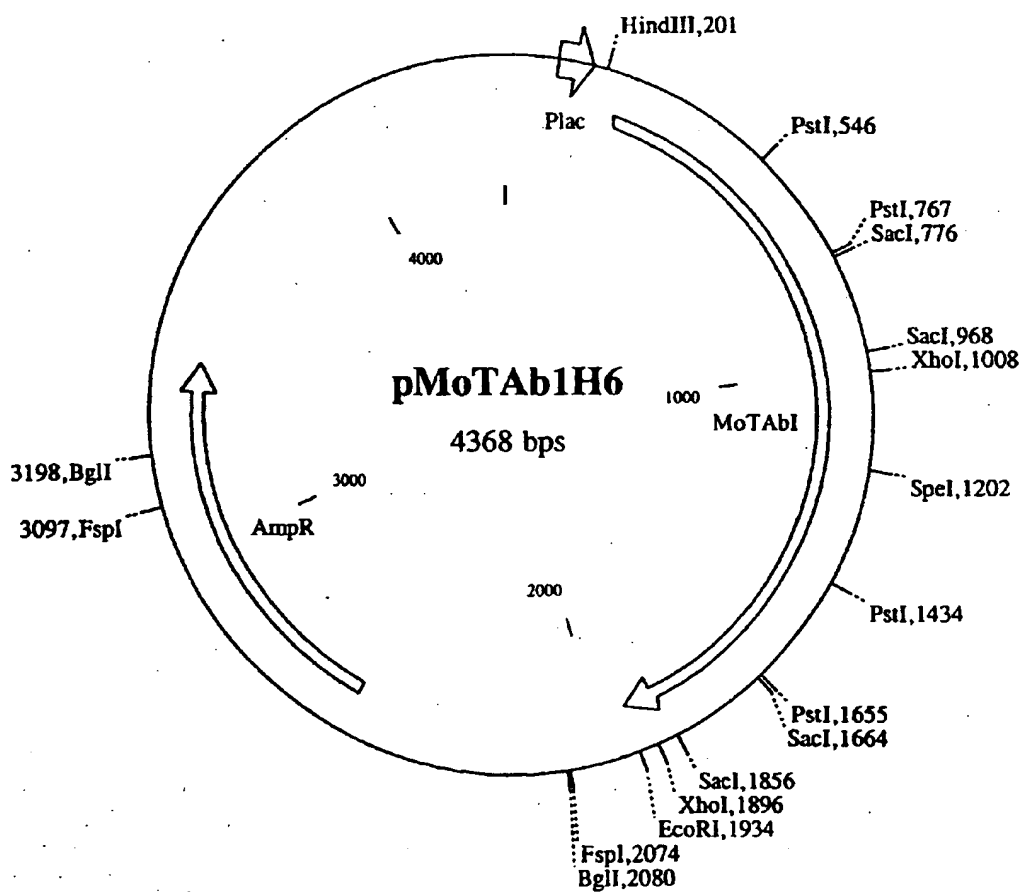 HindIII,201
Plac
PstI,546
PstI,767
SacI,776
4000
SacI,968
XhoI,1008
pMoTAb1H6
4368 bps
1000
MoTAbI
3198,BglI
3097,FspI
3000
AmpR
SpeI,1202
2000
PstI,1434
PstI,1655
SacI,1664
SacI,1856
XhoI,1896
EcoRI,1934
FspI,2074
BglI,2080